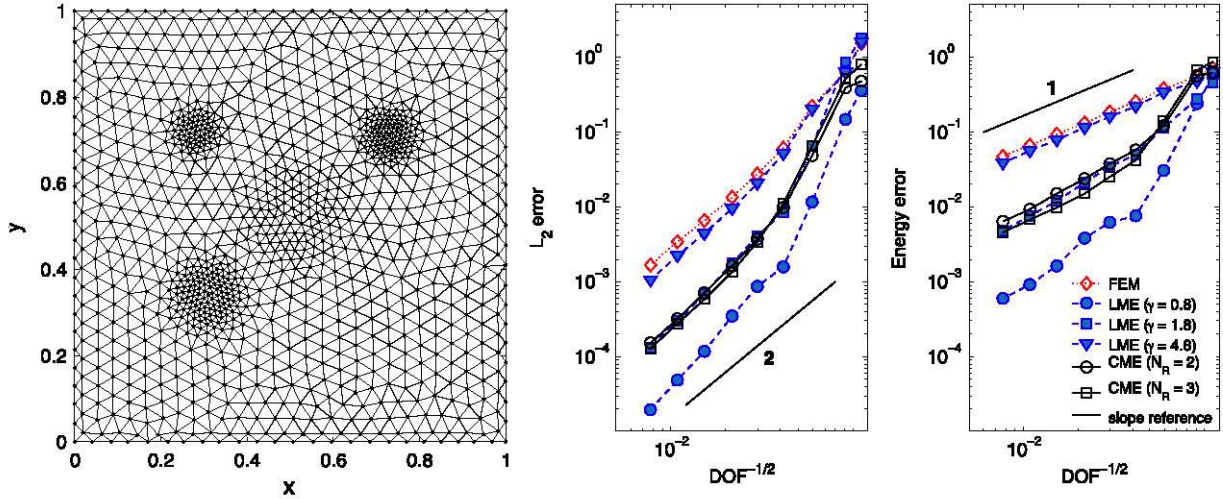 1
0.8
0.6
0.4
0.2
0
y
0 0.2 0.4 0.6 0.8 1
x
10^0
10^-1
10^-2
10^-3
10^-4
L_2 error
2
10^-2
DOF^-1/2
10^0
10^-1
10^-2
10^-3
10^-4
Energy error
1
FEM
LME (γ = 0.8)
LME (γ = 1.8)
LME (γ = 4.8)
CME (N_R = 2)
CME (N_R = 3)
slope reference
10^-2
DOF^-1/2